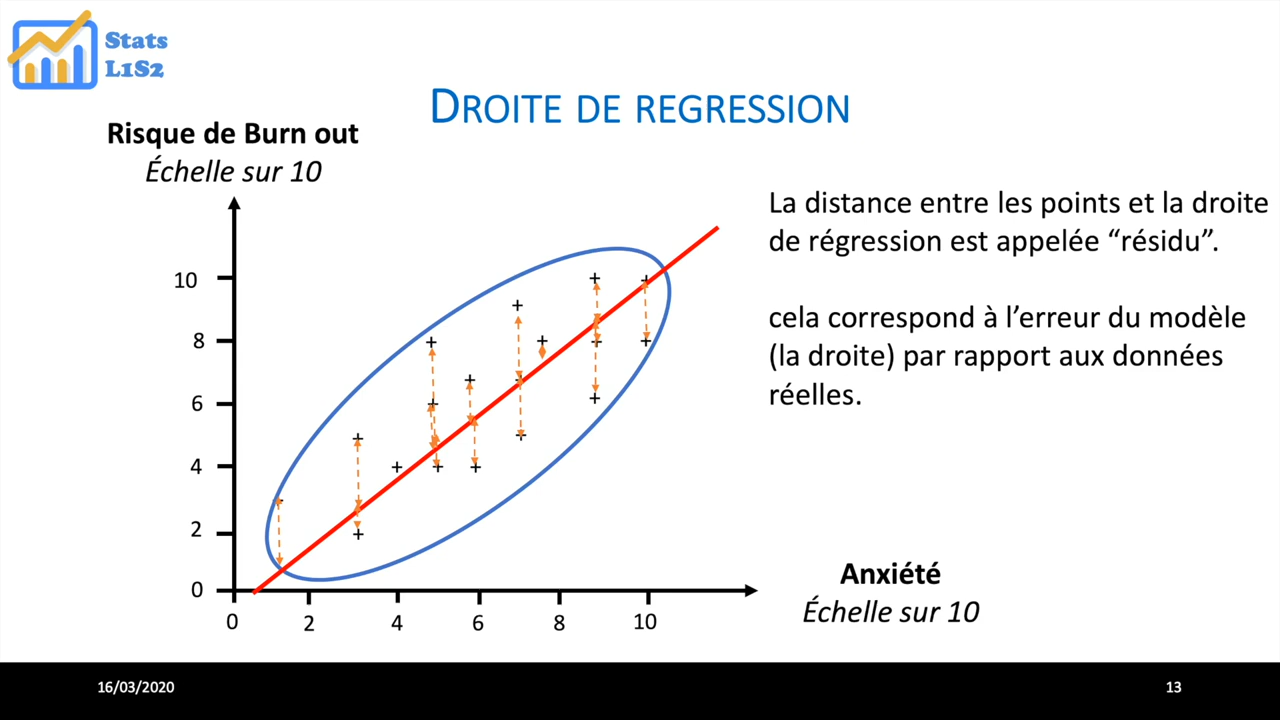 Stats
L1S2
DROITE DE REGRESSION
Risque de Burn out
Échelle sur 10
La distance entre les points et la droite
de régression est appelée “résidu”.
cela correspond à l’erreur du modèle
(la droite) par rapport aux données
réelles.
10
8
6
4
2
0
0 2 4 6 8 10
Anxiété
Échelle sur 10
16/03/2020
13